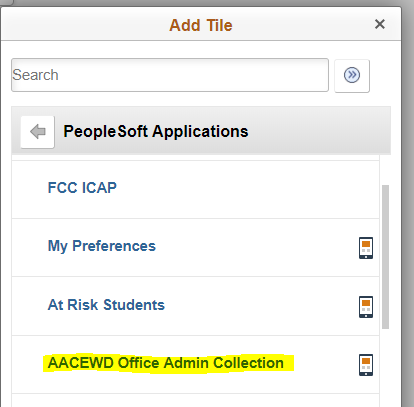 Add Tile
×
Search
PeopleSoft Applications
FCC ICAP
My Preferences
At Risk Students
AACEWD Office Admin Collection